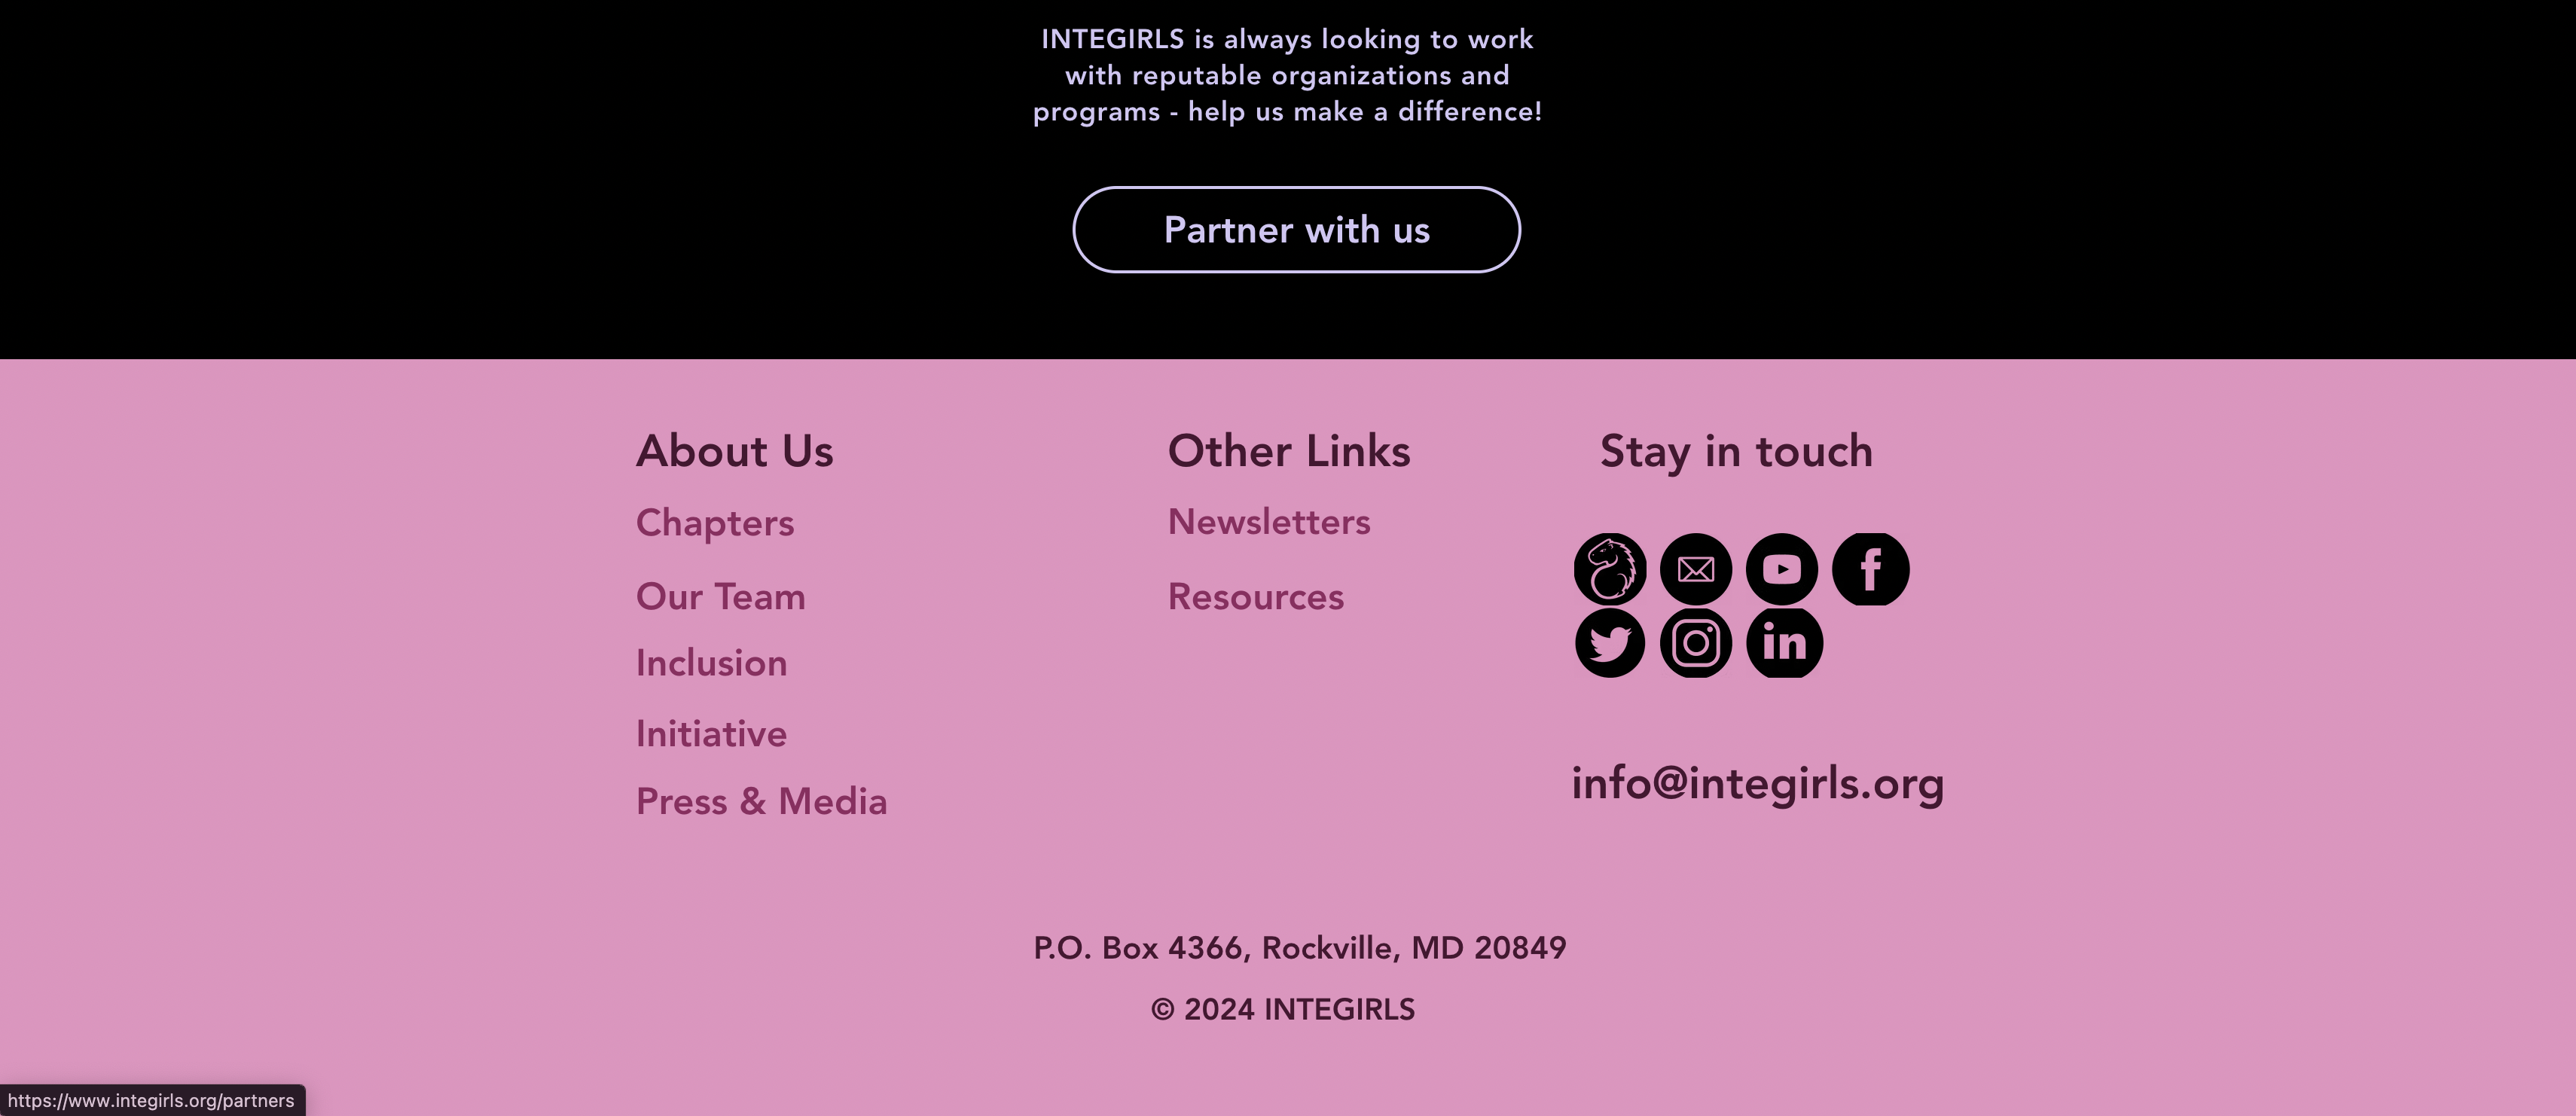 INTEGIRLS is always looking to work
with reputable organizations and
programs - help us make a difference!
Partner with us
About Us
Chapters
Our Team
Inclusion
Initiative
Press & Media
Other Links
Newsletters
Resources
Stay in touch
info@integirls.org
P.O. Box 4366, Rockville, MD 20849
© 2024 INTEGIRLS
https://www.integirls.org/partners